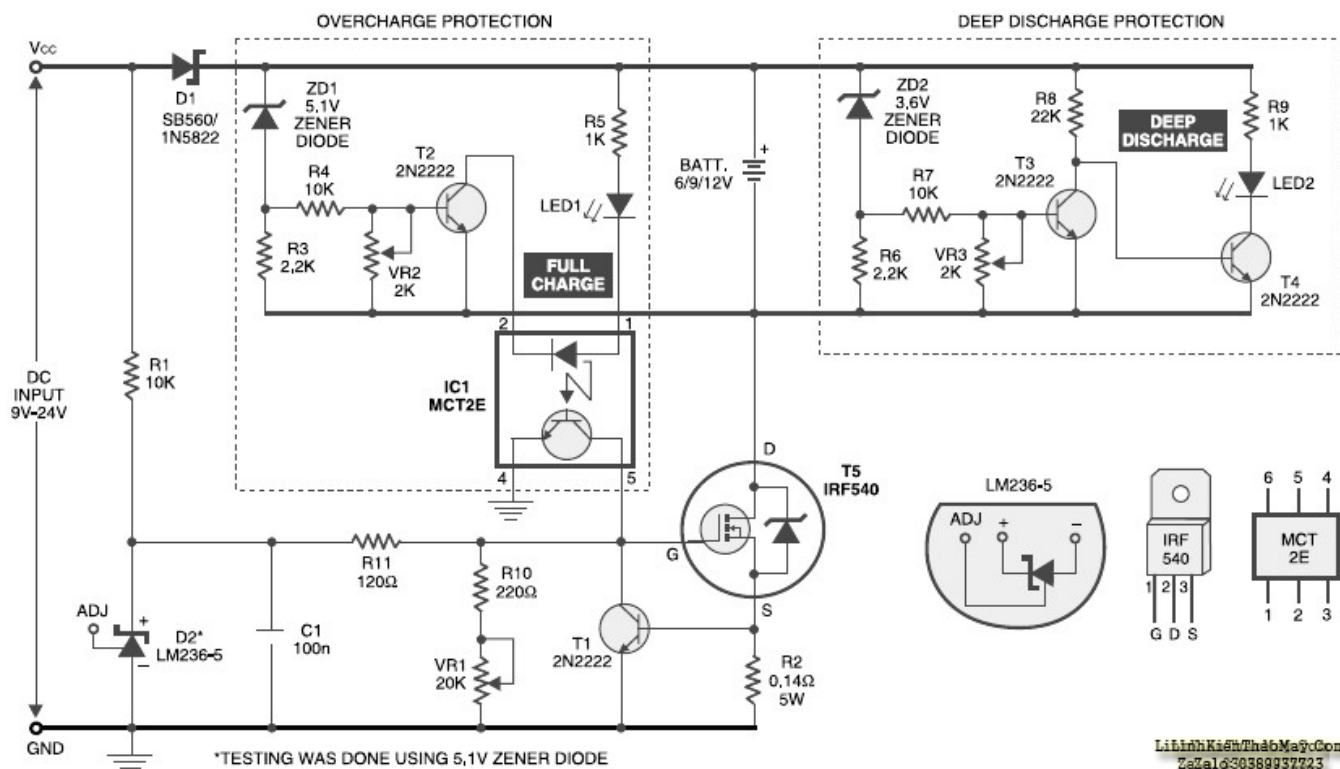 OVERCHARGE PROTECTION
DEEP DISCHARGE PROTECTION
Vcc
D1
SB560/
1N5822
ZD1
5,1V
ZENER
DIODE
R4
10K
T2
2N2222
R5
1K
LED1
R3
2,2K
VR2
2K
FULL
CHARGE
BATT.
6/9/12V
+
ZD2
3,6V
ZENER
DIODE
R8
22K
DEEP
DISCHARGE
R9
1K
R7
10K
T3
2N2222
LED2
R6
2,2K
VR3
2K
T4
2N2222
DC
INPUT
9V-24V
R1
10K
2
1
IC1
MCT2E
4
5
D
T5
IRF540
G
S
R11
120Ω
R10
220Ω
ADJ
+
D2*
LM236-5
−
C1
100n
VR1
20K
T1
2N2222
R2
0,14Ω
5W
GND
*TESTING WAS DONE USING 5,1V ZENER DIODE
LM236-5
ADJ
+
−
IRF
540
1 2 3
G D S
6 5 4
MCT
2E
1 2 3